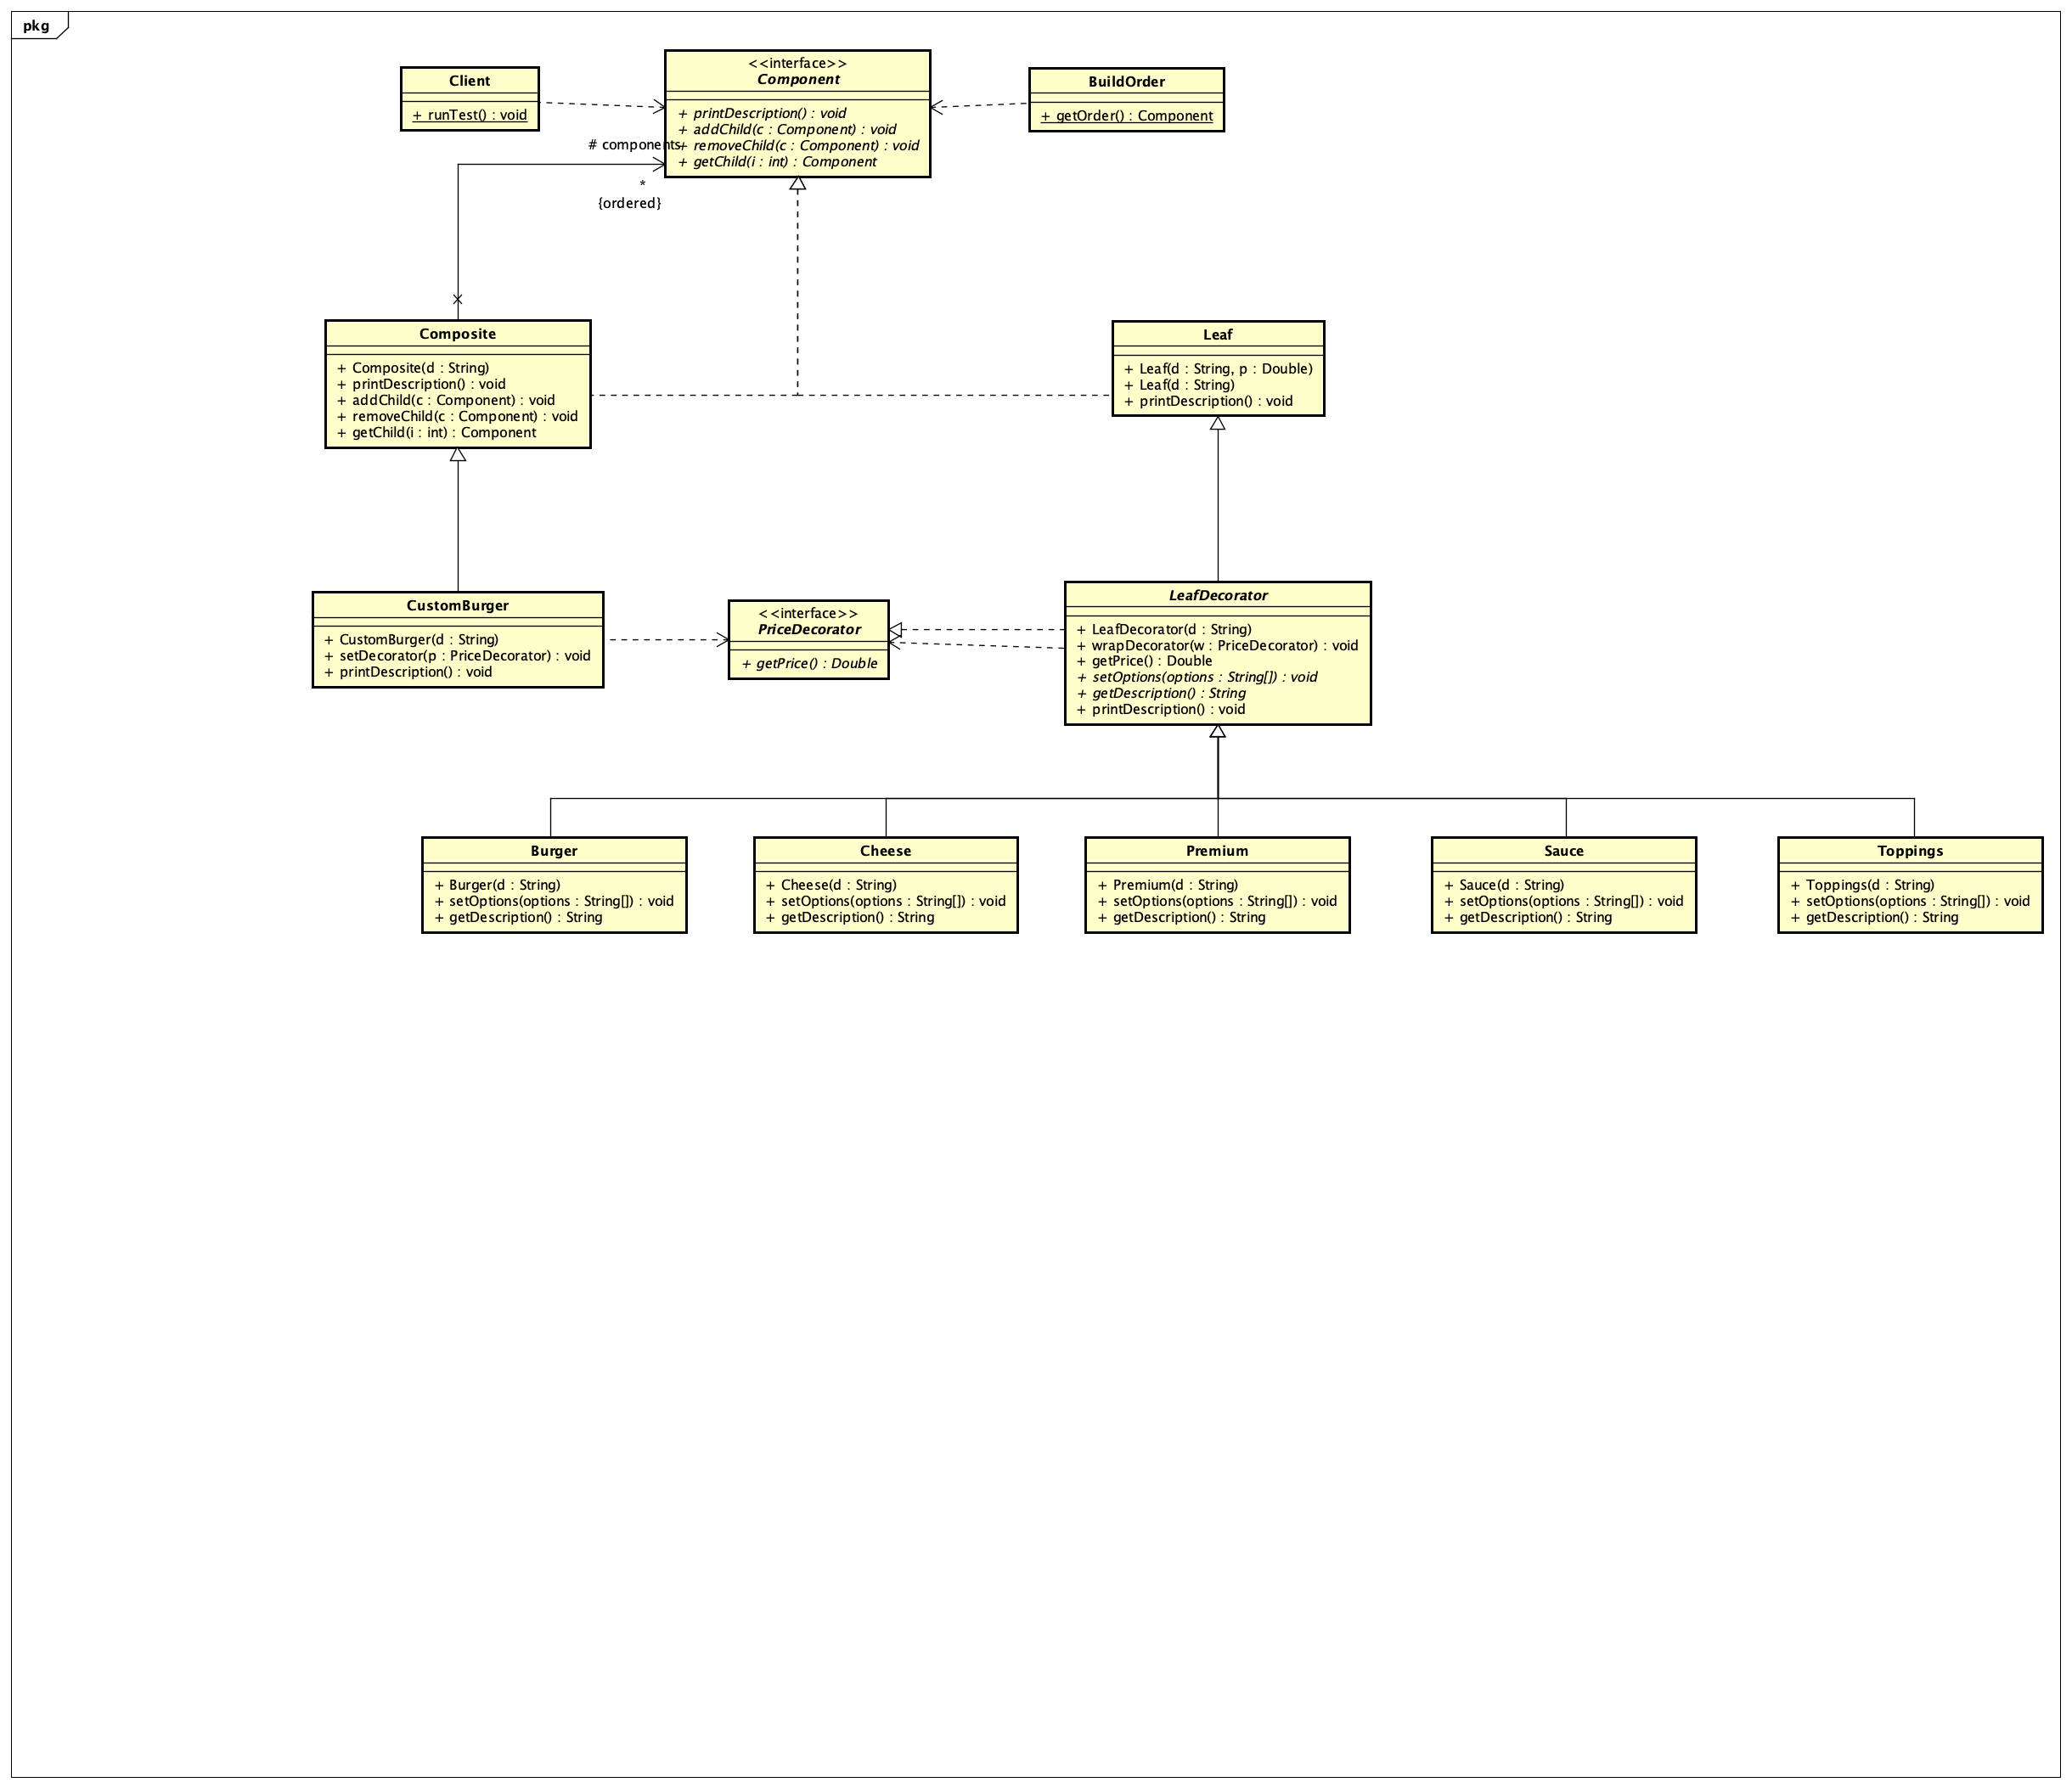 pkg
Client
+ runTest() : void
<<interface>>
Component
+ printDescription() : void
+ addChild(c : Component) : void
+ removeChild(c : Component) : void
+ getChild(i : int) : Component
BuildOrder
+ getOrder() : Component
# components
*
{ordered}
Composite
+ Composite(d : String)
+ printDescription() : void
+ addChild(c : Component) : void
+ removeChild(c : Component) : void
+ getChild(i : int) : Component
Leaf
+ Leaf(d : String, p : Double)
+ Leaf(d : String)
+ printDescription() : void
CustomBurger
+ CustomBurger(d : String)
+ setDecorator(p : PriceDecorator) : void
+ printDescription() : void
<<interface>>
PriceDecorator
+ getPrice() : Double
LeafDecorator
+ LeafDecorator(d : String)
+ wrapDecorator(w : PriceDecorator) : void
+ getPrice() : Double
+ setOptions(options : String[]) : void
+ getDescription() : String
+ printDescription() : void
Burger
+ Burger(d : String)
+ setOptions(options : String[]) : void
+ getDescription() : String
Cheese
+ Cheese(d : String)
+ setOptions(options : String[]) : void
+ getDescription() : String
Premium
+ Premium(d : String)
+ setOptions(options : String[]) : void
+ getDescription() : String
Sauce
+ Sauce(d : String)
+ setOptions(options : String[]) : void
+ getDescription() : String
Toppings
+ Toppings(d : String)
+ setOptions(options : String[]) : void
+ getDescription() : String